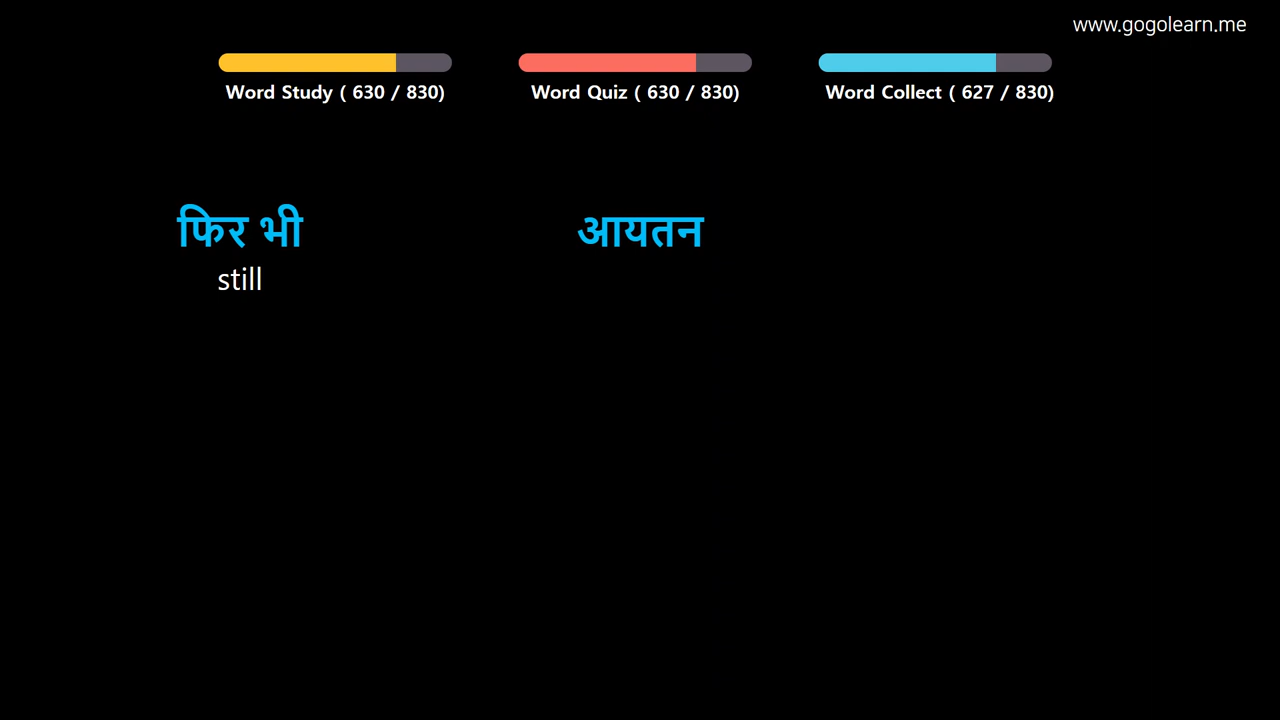 www.gogolearn.me
Word Study ( 630 / 830)
Word Quiz ( 630 / 830)
Word Collect ( 627 / 830)
फिर भी
still
आयतन